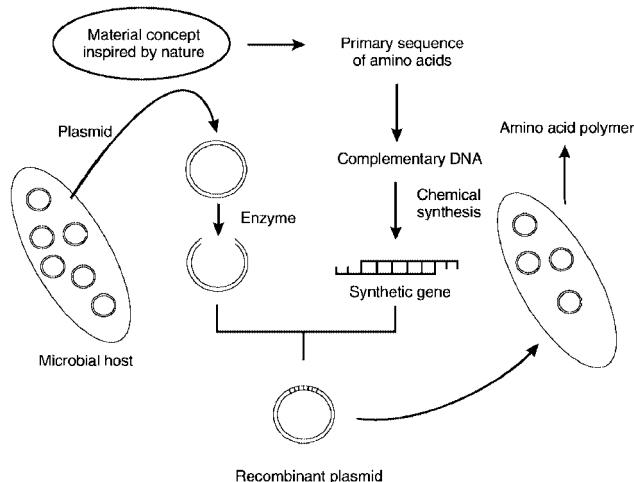 Material concept
inspired by nature
Primary sequence
of amino acids
Plasmid
Amino acid polymer
Complementary DNA
Chemical
synthesis
Enzyme
Synthetic gene
Microbial host
Recombinant plasmid